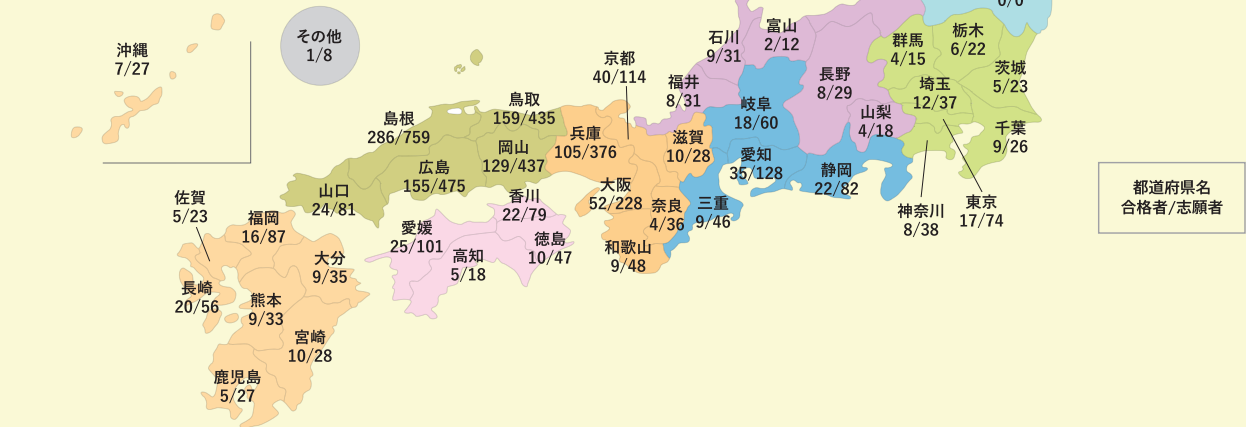 0/0
富山
2/12
石川
9/31
栃木
6/22
群馬
4/15
その他
1/8
沖縄
7/27
京都
40/114
福井
8/31
長野
8/29
茨城
5/23
埼玉
12/37
鳥取
159/435
島根
286/759
岐阜
18/60
山梨
4/18
千葉
9/26
兵庫
105/376
滋賀
10/28
岡山
129/437
広島
155/475
愛知
35/128
静岡
22/82
山口
24/81
大阪
52/228
香川
22/79
佐賀
5/23
奈良
4/36
三重
9/46
神奈川
8/38
東京
17/74
都道府県名
合格者/志願者
福岡
16/87
愛媛
25/101
徳島
10/47
高知
5/18
和歌山
9/48
大分
9/35
長崎
20/56
熊本
9/33
宮崎
10/28
鹿児島
5/27